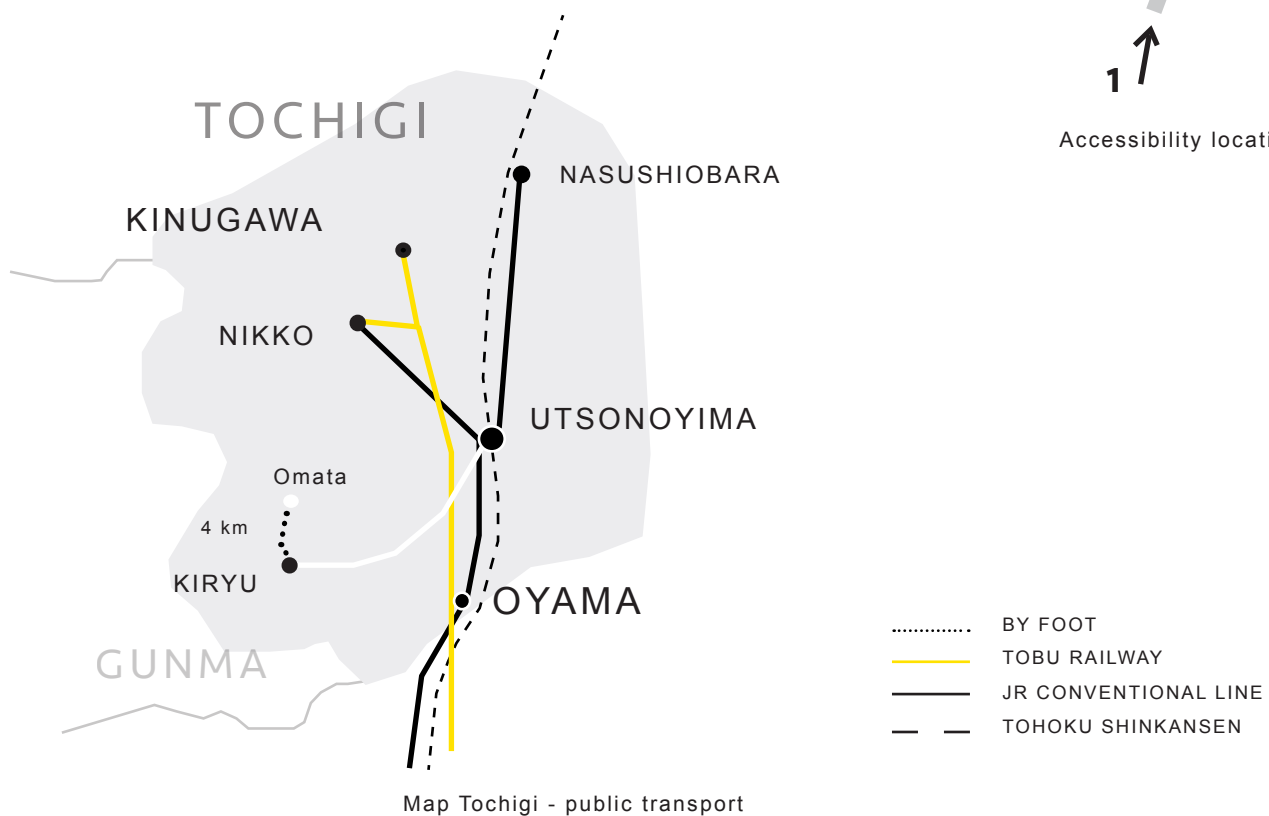 1
Accessibility locati
TOCHIGI
NASUSHIOBARA
KINUGAWA
NIKKO
UTSONOYIMA
Omata
4 km
KIRYU
OYAMA
GUNMA
BY FOOT
TOBU RAILWAY
JR CONVENTIONAL LINE
TOHOKU SHINKANSEN
Map Tochigi - public transport